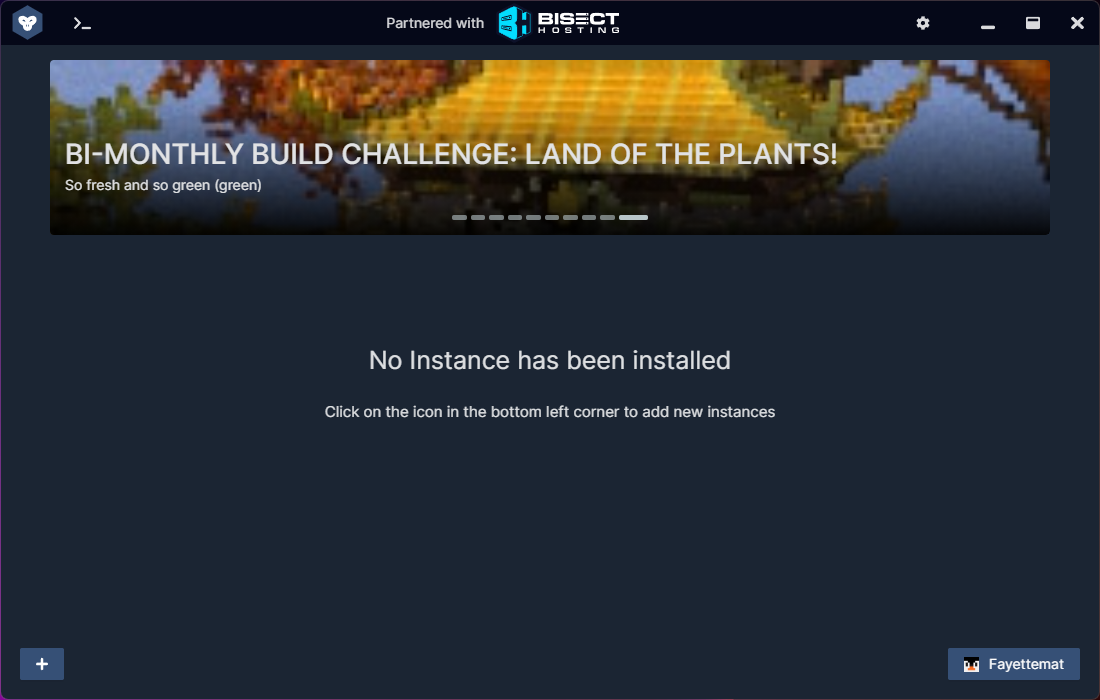 Partnered with BISECT
HOSTING
BI-MONTHLY BUILD CHALLENGE: LAND OF THE PLANTS!
So fresh and so green (green)
No Instance has been installed
Click on the icon in the bottom left corner to add new instances
Fayettemat